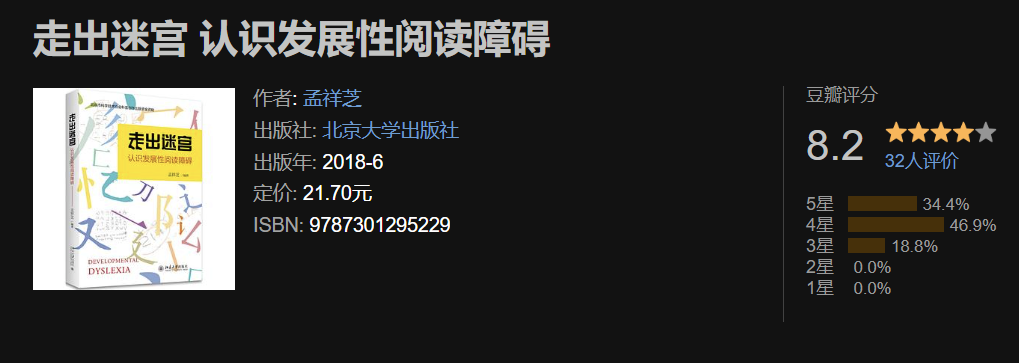 走出迷宫 认识发展性阅读障碍
作者: 孟祥芝
出版社: 北京大学出版社
出版年: 2018-6
定价: 21.70元
ISBN: 9787301295229
豆瓣评分
8.2
32人评价
5星 34.4%
4星 46.9%
3星 18.8%
2星 0.0%
1星 0.0%
走出迷宫
走出迷宫
认识发展性阅读障碍
DEVELOPMENTAL
DYSLEXIA